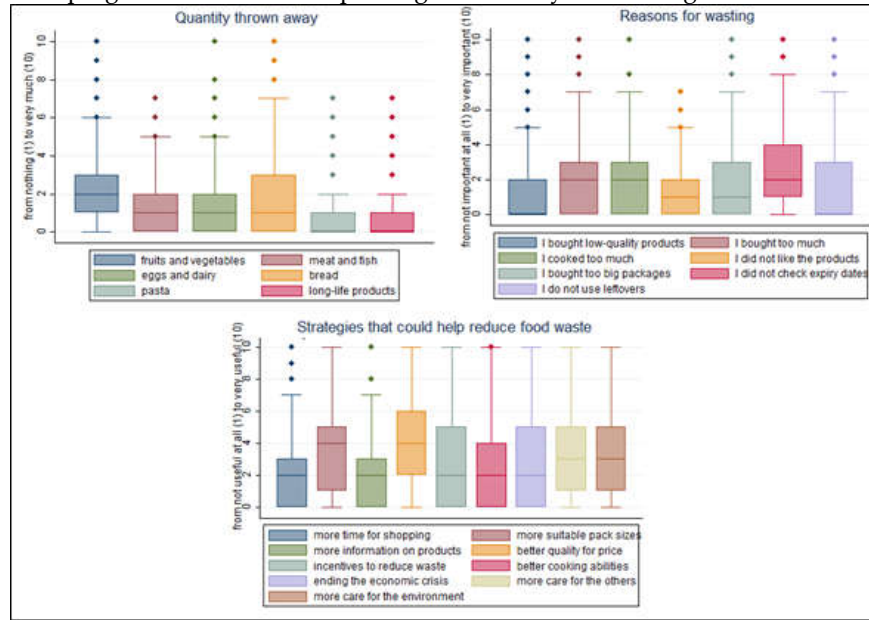 Quantity thrown away
from nothing (1) to very much (10)
0 2 4 6 8 10
fruits and vegetables meat and fish
eggs and dairy bread
pasta long-life products
Reasons for wasting
from not important at all (1) to very important (10)
0 2 4 6 8 10
I bought low-quality products I bought too much
I cooked too much I did not like the products
I bought too big packages I did not check expiry dates
I do not use leftovers
Strategies that could help reduce food waste
from not useful at all (1) to very useful (10)
0 2 4 6 8 10
more time for shopping more suitable pack sizes
more information on products better quality for price
incentives to reduce waste better cooking abilities
ending the economic crisis more care for the others
more care for the environment